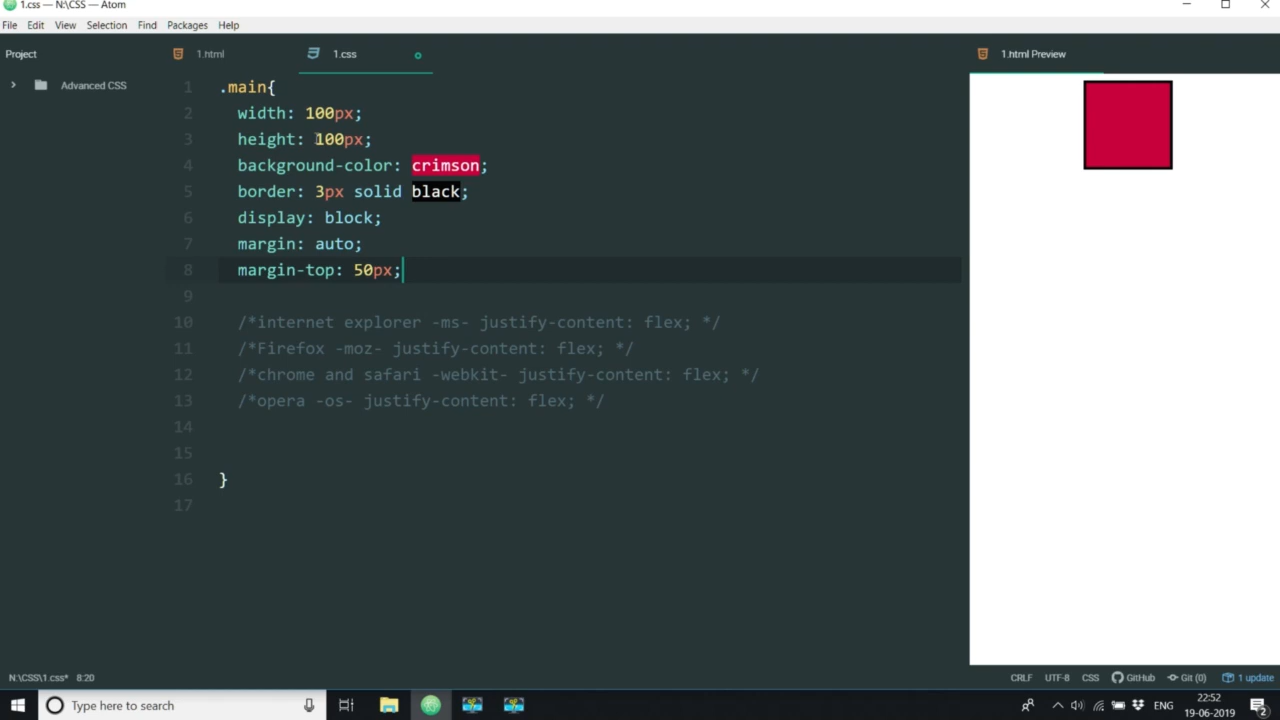 1.css — N:\CSS — Atom
File Edit View Selection Find Packages Help
Project
1.html
1.css
1.html Preview
Advanced CSS
1 .main{
2 width: 100px;
3 height: 100px;
4 background-color: crimson;
5 border: 3px solid black;
6 display: block;
7 margin: auto;
8 margin-top: 50px;
9
10 /*internet explorer -ms- justify-content: flex; */
11 /*Firefox -moz- justify-content: flex; */
12 /*chrome and safari -webkit- justify-content: flex; */
13 /*opera -os- justify-content: flex; */
14
15
16 }
17
N:\CSS\1.css* 8:20
CRLF UTF-8 CSS GitHub Git (0) 1 update
Type here to search
ENG
22:52
19-06-2019
2